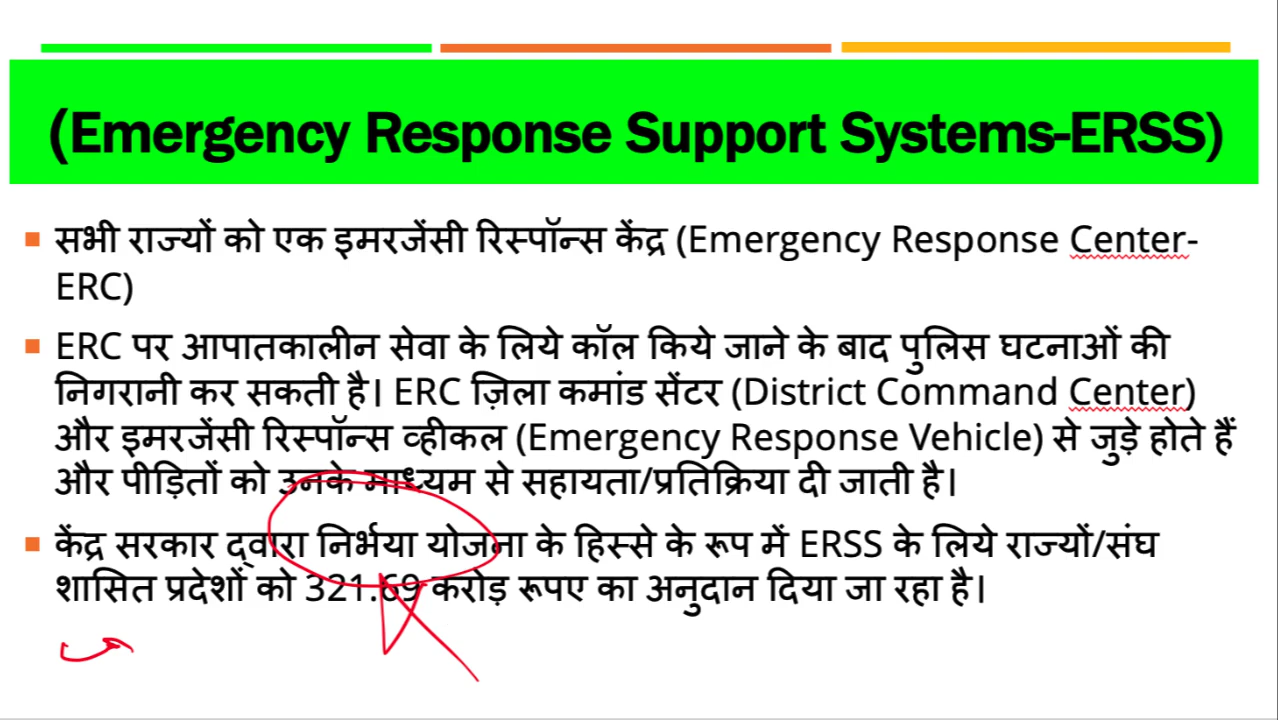 (Emergency Response Support Systems-ERSS)
सभी राज्यों को एक इमरजेंसी रिस्पॉन्स केंद्र (Emergency Response Center-
ERC)
ERC पर आपातकालीन सेवा के लिये कॉल किये जाने के बाद पुलिस घटनाओं की
निगरानी कर सकती है। ERC ज़िला कमांड सेंटर (District Command Center)
और इमरजेंसी रिस्पॉन्स व्हीकल (Emergency Response Vehicle) से जुड़े होते हैं
और पीड़ितों को उनके माध्यम से सहायता/प्रतिक्रिया दी जाती है।
केंद्र सरकार द्वारा निर्भया योजना के हिस्से के रूप में ERSS के लिये राज्यों/संघ
शासित प्रदेशों को 321.69 करोड़ रूपए का अनुदान दिया जा रहा है।